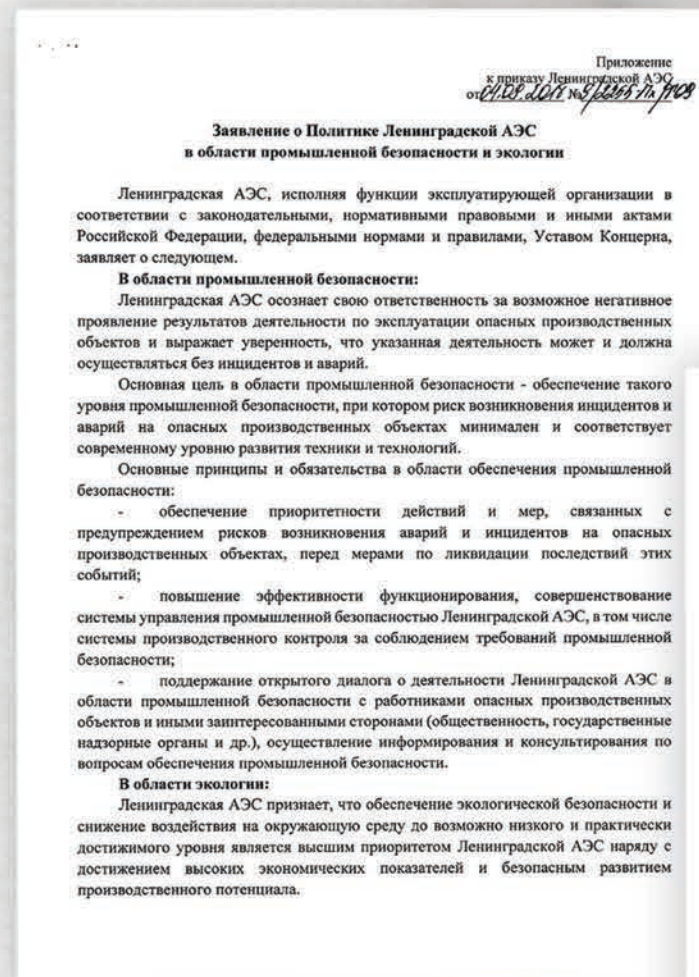 Приложение
к приказу Ленинградской АЭС
от 04.09.2017 № 9/2255-Пк/Ф09
Заявление о Политике Ленинградской АЭС
в области промышленной безопасности и экологии
Ленинградская АЭС, исполняя функции эксплуатирующей организации в
соответствии с законодательными, нормативными правовыми и иными актами
Российской Федерации, федеральными нормами и правилами, Уставом Концерна,
заявляет о следующем.
В области промышленной безопасности:
Ленинградская АЭС осознает свою ответственность за возможное негативное
проявление результатов деятельности по эксплуатации опасных производственных
объектов и выражает уверенность, что указанная деятельность может и должна
осуществляться без инцидентов и аварий.
Основная цель в области промышленной безопасности - обеспечение такого
уровня промышленной безопасности, при котором риск возникновения инцидентов и
аварий на опасных производственных объектах минимален и соответствует
современному уровню развития техники и технологий.
Основные принципы и обязательства в области обеспечения промышленной
безопасности:
- обеспечение приоритетности действий и мер, связанных с
предупреждением рисков возникновения аварий и инцидентов на опасных
производственных объектах, перед мерами по ликвидации последствий этих
событий;
- повышение эффективности функционирования, совершенствование
системы управления промышленной безопасностью Ленинградской АЭС, в том числе
системы производственного контроля за соблюдением требований промышленной
безопасности;
- поддержание открытого диалога о деятельности Ленинградской АЭС в
области промышленной безопасности с работниками опасных производственных
объектов и иными заинтересованными сторонами (общественность, государственные
надзорные органы и др.), осуществление информирования и консультирования по
вопросам обеспечения промышленной безопасности.
В области экологии:
Ленинградская АЭС признает, что обеспечение экологической безопасности и
снижение воздействия на окружающую среду до возможно низкого и практически
достижимого уровня является высшим приоритетом Ленинградской АЭС наряду с
достижением высоких экономических показателей и безопасным развитием
производственного потенциала.